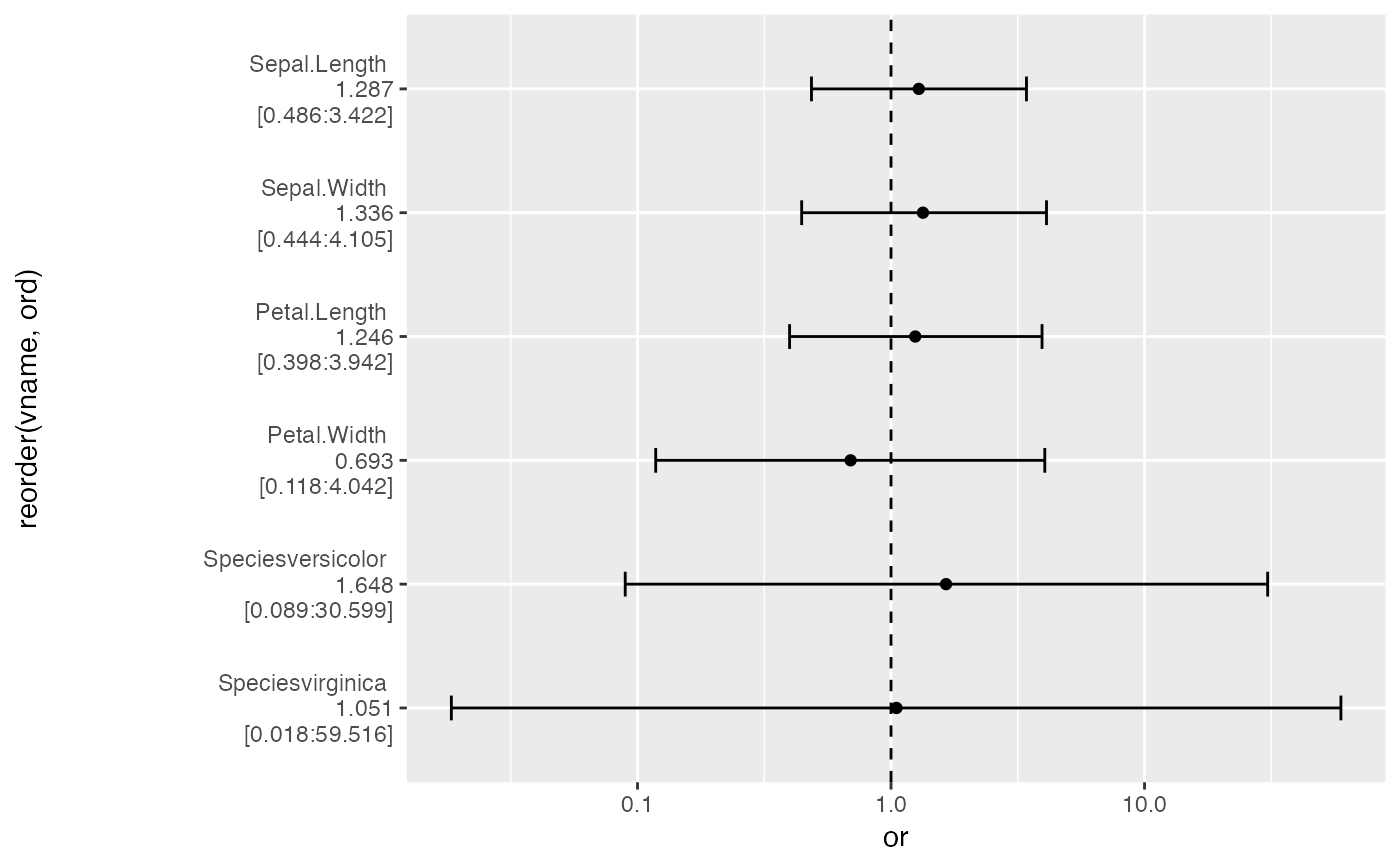 reorder(vname, ord)
Sepal.Length
1.287
[0.486:3.422]
Sepal.Width
1.336
[0.444:4.105]
Petal.Length
1.246
[0.398:3.942]
Petal.Width
0.693
[0.118:4.042]
Speciesversicolor
1.648
[0.089:30.599]
Speciesvirginica
1.051
[0.018:59.516]
0.1 1.0 10.0
or